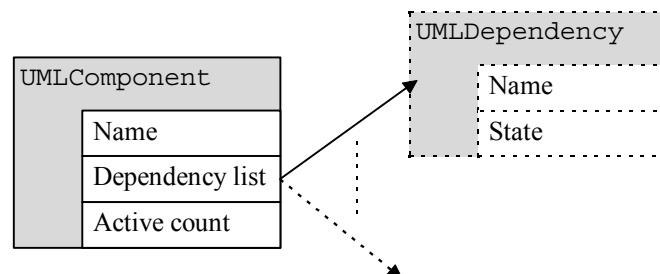 UMLDependency
UMLComponent
Name
State
Name
Dependency list
Active count